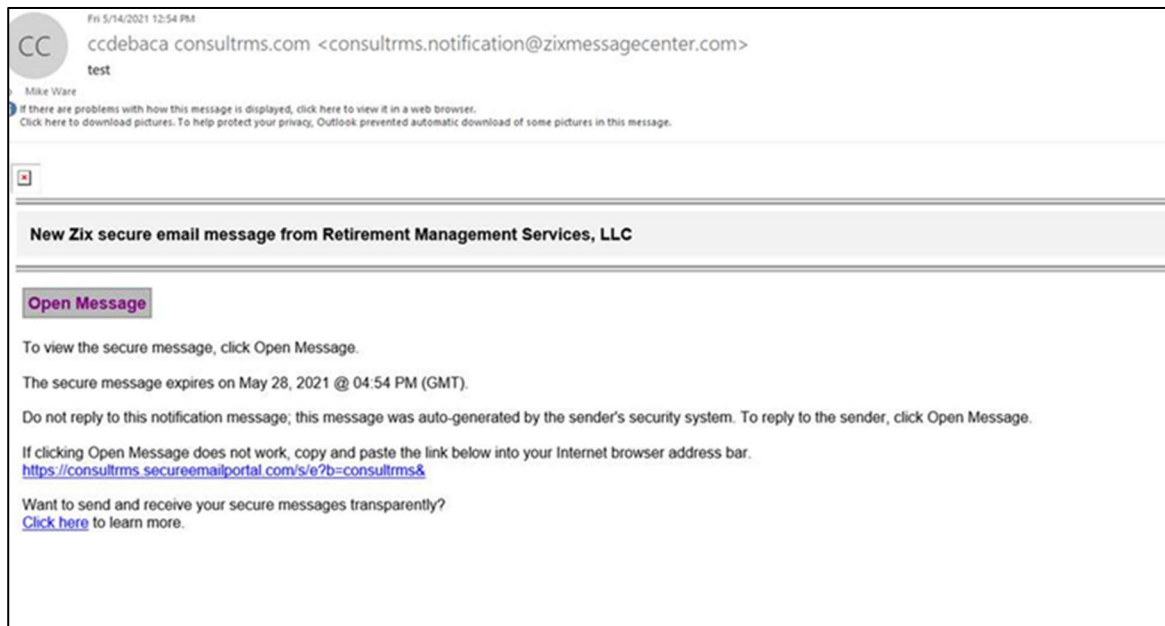 Fri 5/14/2021 12:54 PM
CC
ccdebaca consultrms.com <consultrms.notification@zixmessagecenter.com>
test
Mike Ware
If there are problems with how this message is displayed, click here to view it in a web browser.
Click here to download pictures. To help protect your privacy, Outlook prevented automatic download of some pictures in this message.
New Zix secure email message from Retirement Management Services, LLC
Open Message
To view the secure message, click Open Message.
The secure message expires on May 28, 2021 @ 04:54 PM (GMT).
Do not reply to this notification message; this message was auto-generated by the sender's security system. To reply to the sender, click Open Message.
If clicking Open Message does not work, copy and paste the link below into your Internet browser address bar.
https://consultrms.secureemailportal.com/s/e?b=consultrms&
Want to send and receive your secure messages transparently?
Click here to learn more.